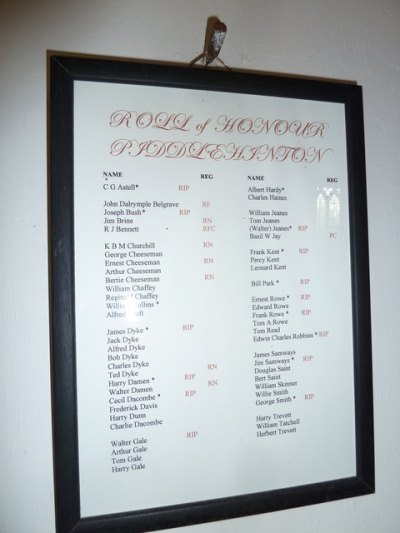 ROLL of HONOUR
PIDDLEHINTON
NAME REG
*
C G Astell* RIP
John Dalrymple Belgrave RF
Joseph Bush* RIP
Jim Brine RN
R J Bennett RFC
K B M Churchill RN
George Cheeseman
Ernest Cheeseman RN
Arthur Cheeseman
Bertie Cheeseman RN
William Chaffey
Reginald Chaffey
William Collins *
Alfred
James Dyke * RIP
Jack Dyke
Alfred Dyke
Bob Dyke
Charles Dyke RN
Ted Dyke
Harry Damen * RIP
Walter Damen RN
Cecil Dacombe * RIP
Frederick Davis
Harry Dunn
Charlie Dacombe
Walter Gale RIP
Arthur Gale
Tom Gale
Harry Gale
NAME REG
Albert Hardy*
Charles Haines
William Jeanes
Tom Jeanes
(Walter) Jeanes* RIP
Basil W Jay PC
Frank Kent * RIP
Percy Kent
Leonard Kent
Bill Park * RIP
Ernest Rowe * RIP
Edward Rowe
Frank Rowe * RIP
Tom A Rowe
Tom Read
Edwin Charles Robbins * RIP
James Samways
Jim Samways * RIP
Douglas Saint
Bert Saint
William Skinner
Willie Smith
George Smith * RIP
Harry Trevett
William Tatchell
Herbert Trevett